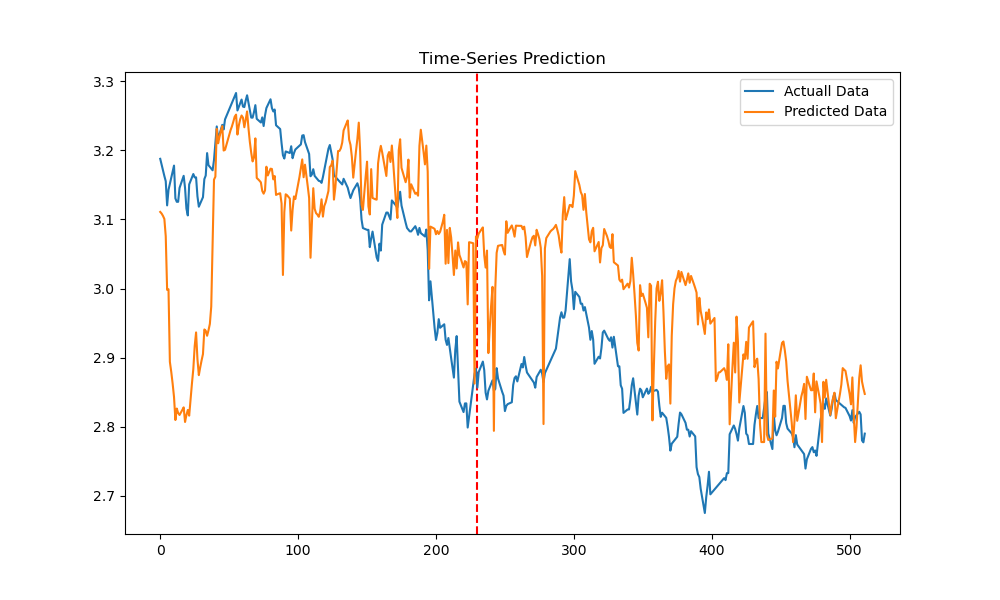 Time-Series Prediction
Actuall Data
Predicted Data
3.3
3.2
3.1
3.0
2.9
2.8
2.7
0 100 200 300 400 500